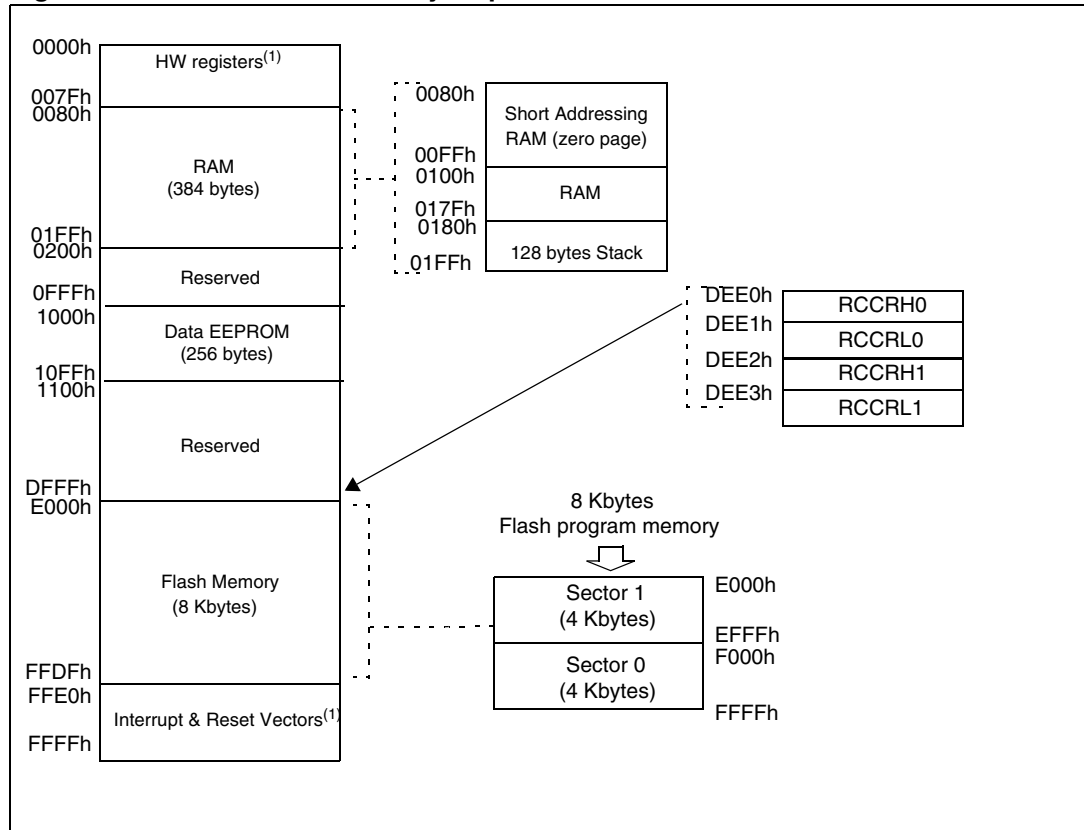 0000h
HW registers(1)
007Fh
0080h
RAM
(384 bytes)
01FFh
0200h
Reserved
0FFFh
1000h
Data EEPROM
(256 bytes)
10FFh
1100h
Reserved
DFFFh
E000h
Flash Memory
(8 Kbytes)
FFDFh
FFE0h
Interrupt & Reset Vectors(1)
FFFFh
0080h
Short Addressing
RAM (zero page)
00FFh
0100h
RAM
017Fh
0180h
128 bytes Stack
01FFh
DEE0h
RCCRH0
DEE1h
RCCRL0
DEE2h
RCCRH1
DEE3h
RCCRL1
8 Kbytes
Flash program memory
Sector 1
(4 Kbytes)
E000h
EFFFh
F000h
Sector 0
(4 Kbytes)
FFFFh